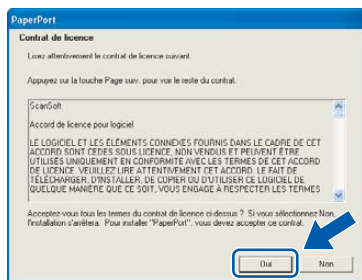 PaperPort
Contrat de licence
Lisez attentivement le contrat de licence suivant.
Appuyez sur la touche Page suiv. pour voir le reste du contrat.
ScanSoft
Accord de licence pour logiciel
LE LOGICIEL ET LES ÉLÉMENTS CONNEXES FOURNIS DANS LE CADRE DE CET
ACCORD SONT CEDES SOUS LICENCE, NON VENDUS ET PEUVENT ÊTRE
UTILISÉS UNIQUEMENT EN CONFORMITE AVEC LES TERMES DE CET ACCORD
DE LICENCE. VEUILLEZ LIRE ATTENTIVEMENT CET ACCORD. LE FAIT DE
TÉLÉCHARGER, D'INSTALLER, DE COPIER OU D'UTILISER CE LOGICIEL DE
QUELQUE MANIÈRE QUE CE SOIT, VOUS ENGAGE À RESPECTER LES TERMES
Acceptez-vous tous les termes du contrat de licence ci-dessus ? Si vous sélectionnez Non,
l'installation s'arrêtera. Pour installer "PaperPort", vous devez accepter ce contrat.
Oui
Non